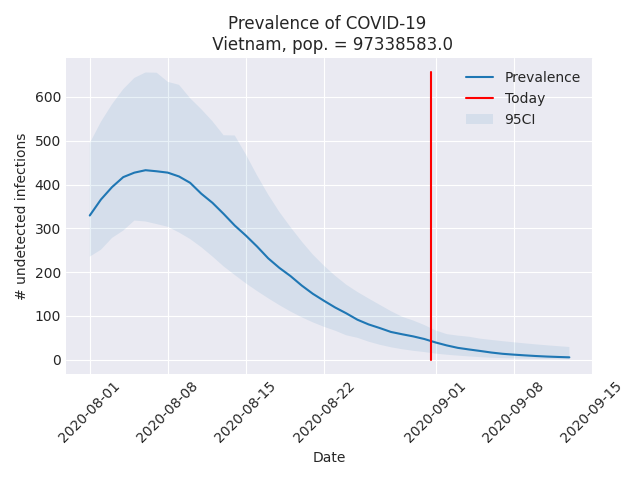 Prevalence of COVID-19
Vietnam, pop. = 97338583.0
Prevalence
Today
95CI
# undetected infections
600
500
400
300
200
100
0
2020-08-01
2020-08-08
2020-08-15
2020-08-22
2020-09-01
2020-09-08
2020-09-15
Date